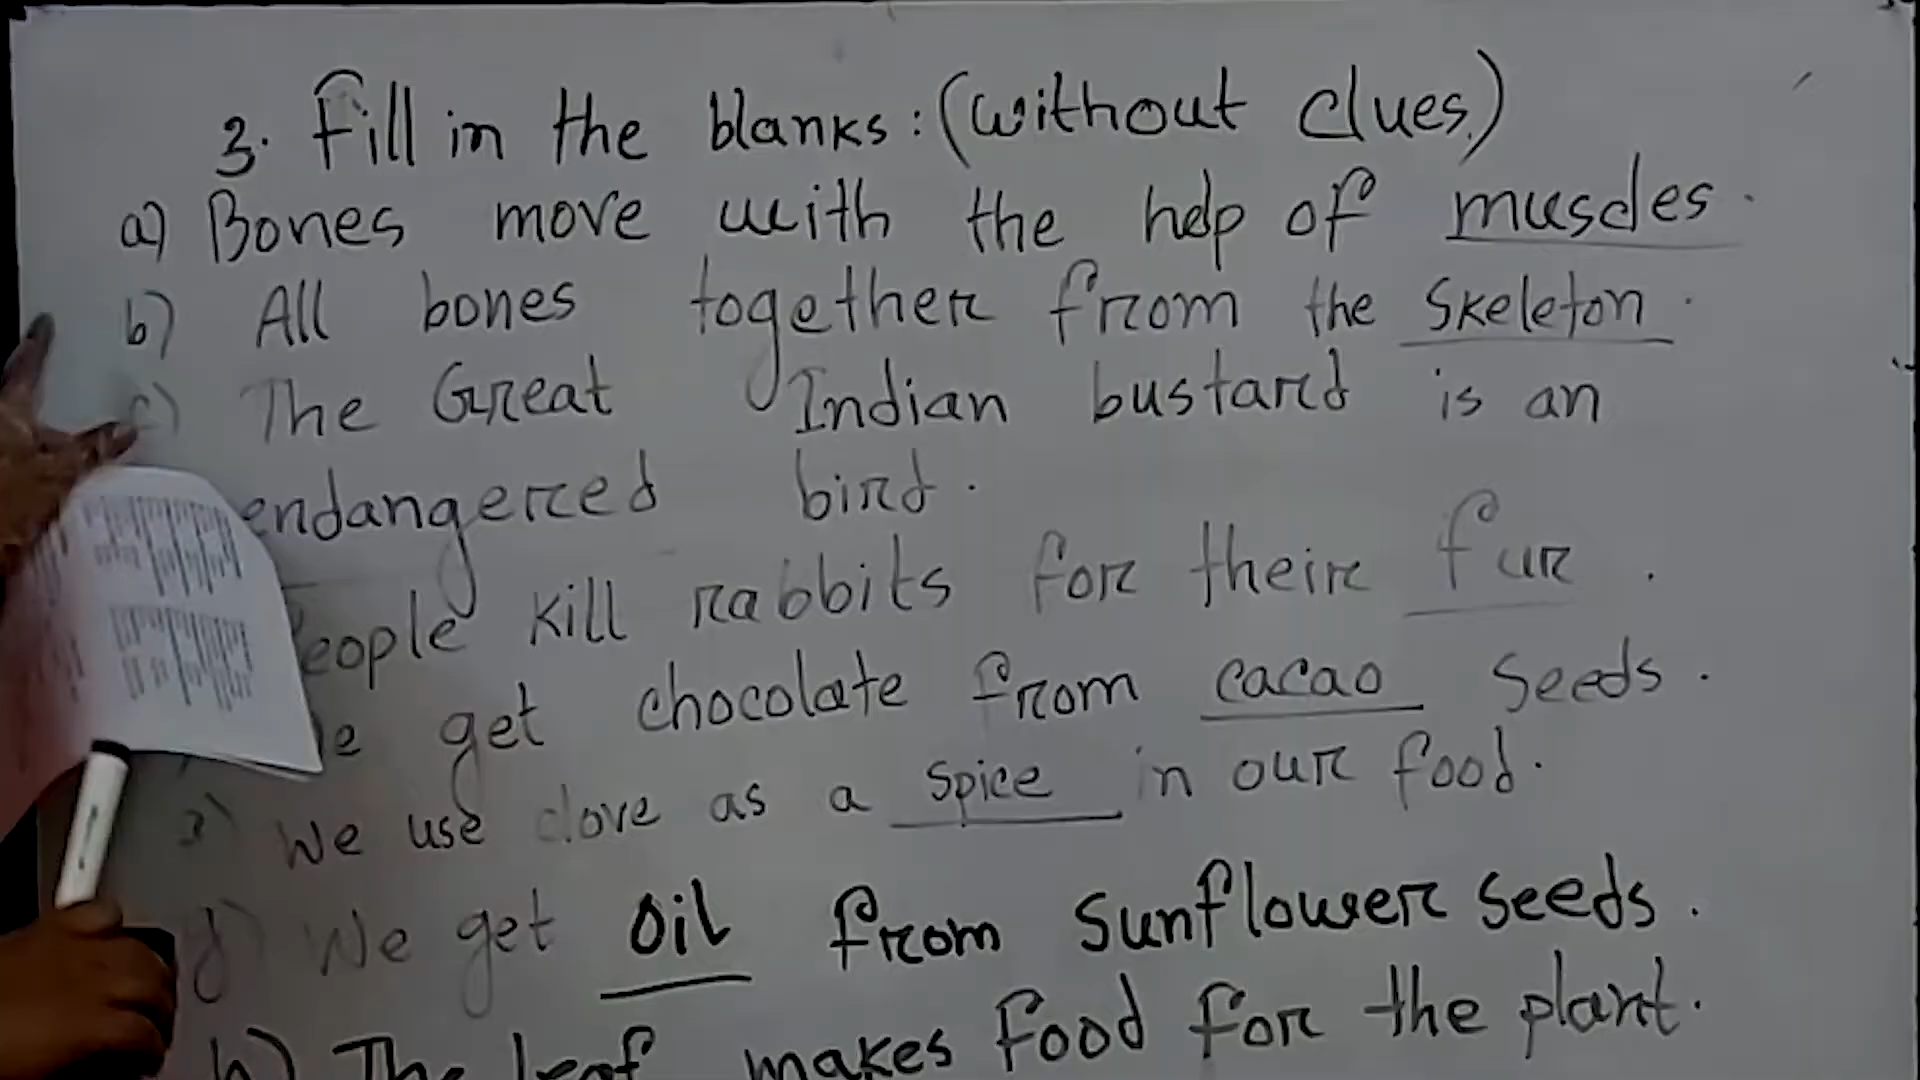 3. Fill in the blanks: (without clues)
a) Bones move with the help of muscles.
b) All bones together from the skeleton.
c) The Great Indian bustard is an
endangered bird.
eople kill rabbits for their fur.
e get chocolate from cacao seeds.
We use clove as a spice in our food.
g) We get oil from sunflower seeds.
h) The leaf makes food for the plant.